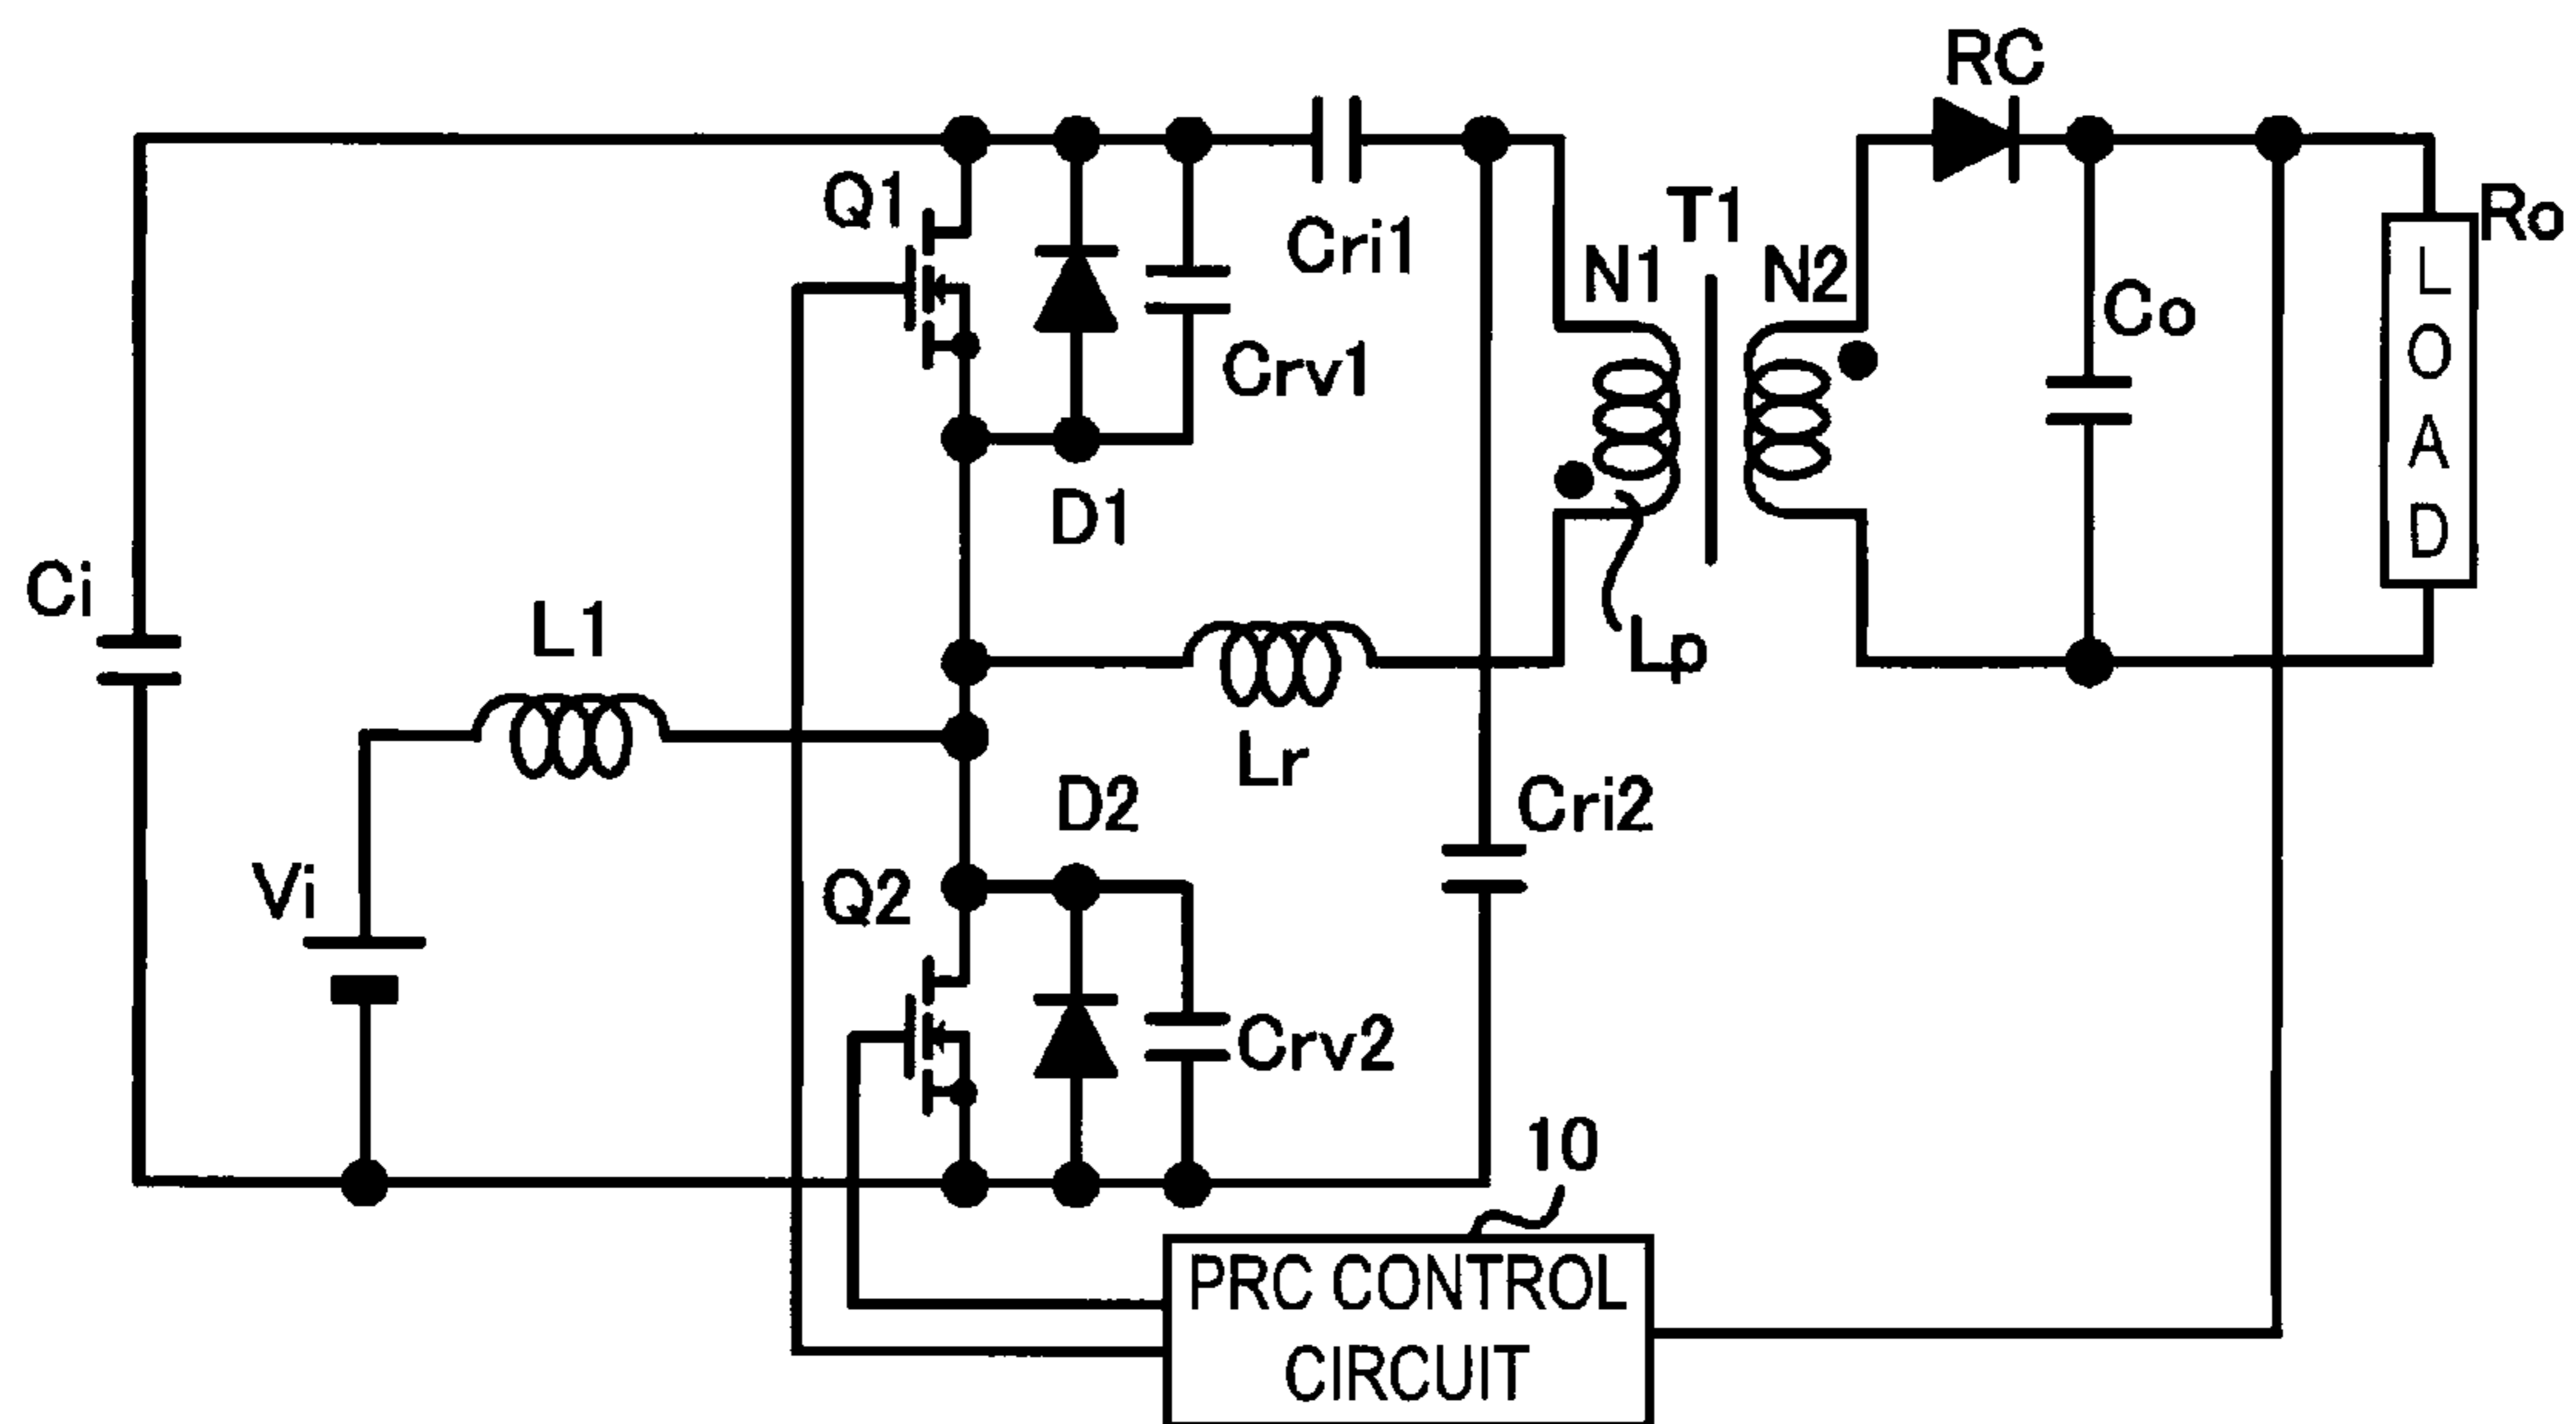 RC
Q1
Cri1
T1
N1
N2
Ro
LOAD
Co
Crv1
D1
Ci
L1
Lp
Lr
D2
Cri2
Vi
Q2
Crv2
10
PRC CONTROL
CIRCUIT